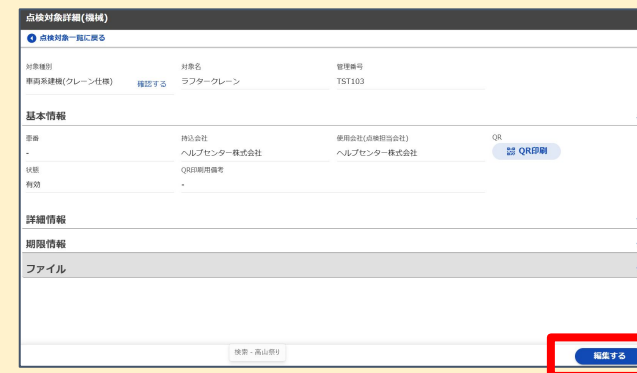 点検対象詳細(機械)
点検対象一覧に戻る
対象種別 対象名 管理番号
車両系建機(クレーン仕様) 確認する ラフタークレーン TST103
基本情報
車番 持込会社 使用会社(点検担当会社) QR
- ヘルプセンター株式会社 ヘルプセンター株式会社 QR印刷
状態 QR印刷用備考
有効 -
詳細情報
期限情報
ファイル
検索 - 高山祭り
編集する